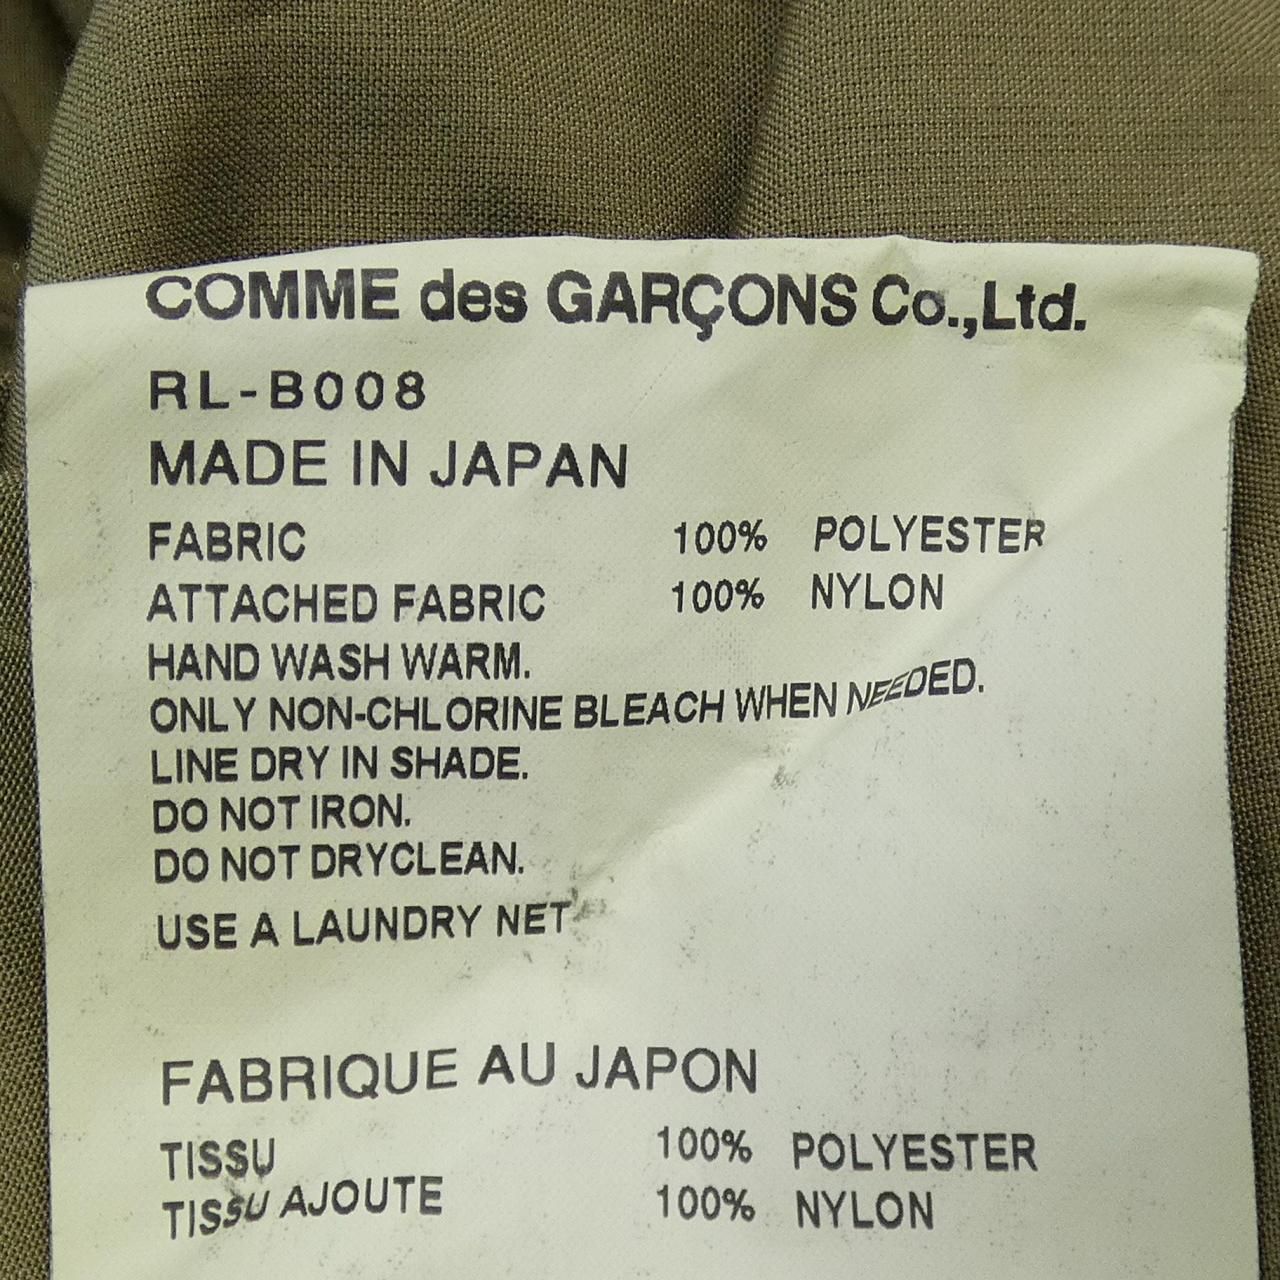 COMME des GARÇONS Co.,Ltd.
RL-B008
MADE IN JAPAN
FABRIC 100% POLYESTER
ATTACHED FABRIC 100% NYLON
HAND WASH WARM.
ONLY NON-CHLORINE BLEACH WHEN NEEDED.
LINE DRY IN SHADE.
DO NOT IRON.
DO NOT DRYCLEAN.
USE A LAUNDRY NET
FABRIQUE AU JAPON
TISSU 100% POLYESTER
TISSU AJOUTE 100% NYLON